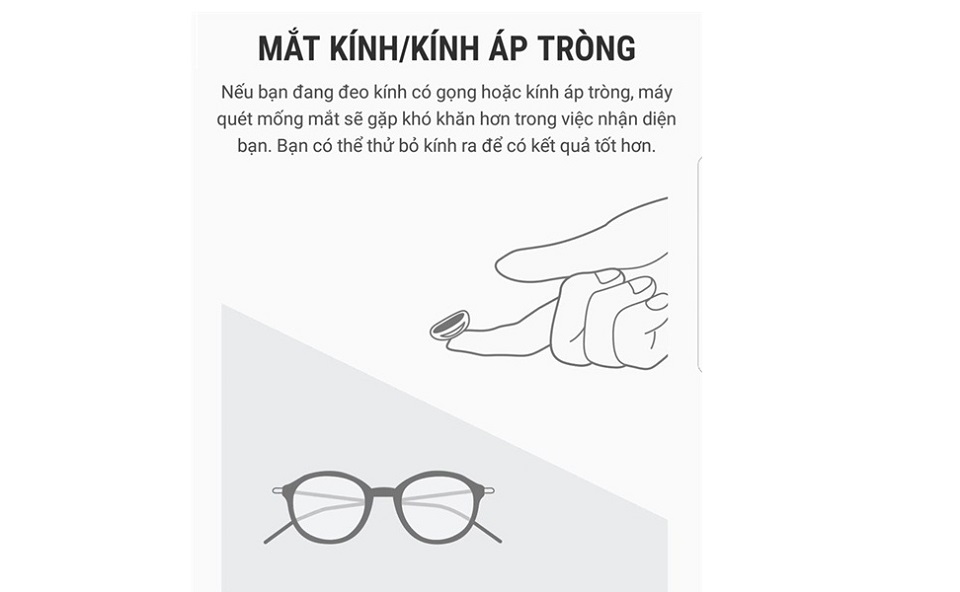 MẮT KÍNH/KÍNH ÁP TRÒNG
Nếu bạn đang đeo kính có gọng hoặc kính áp tròng, máy
quét mống mắt sẽ gặp khó khăn hơn trong việc nhận diện
bạn. Bạn có thể thử bỏ kính ra để có kết quả tốt hơn.